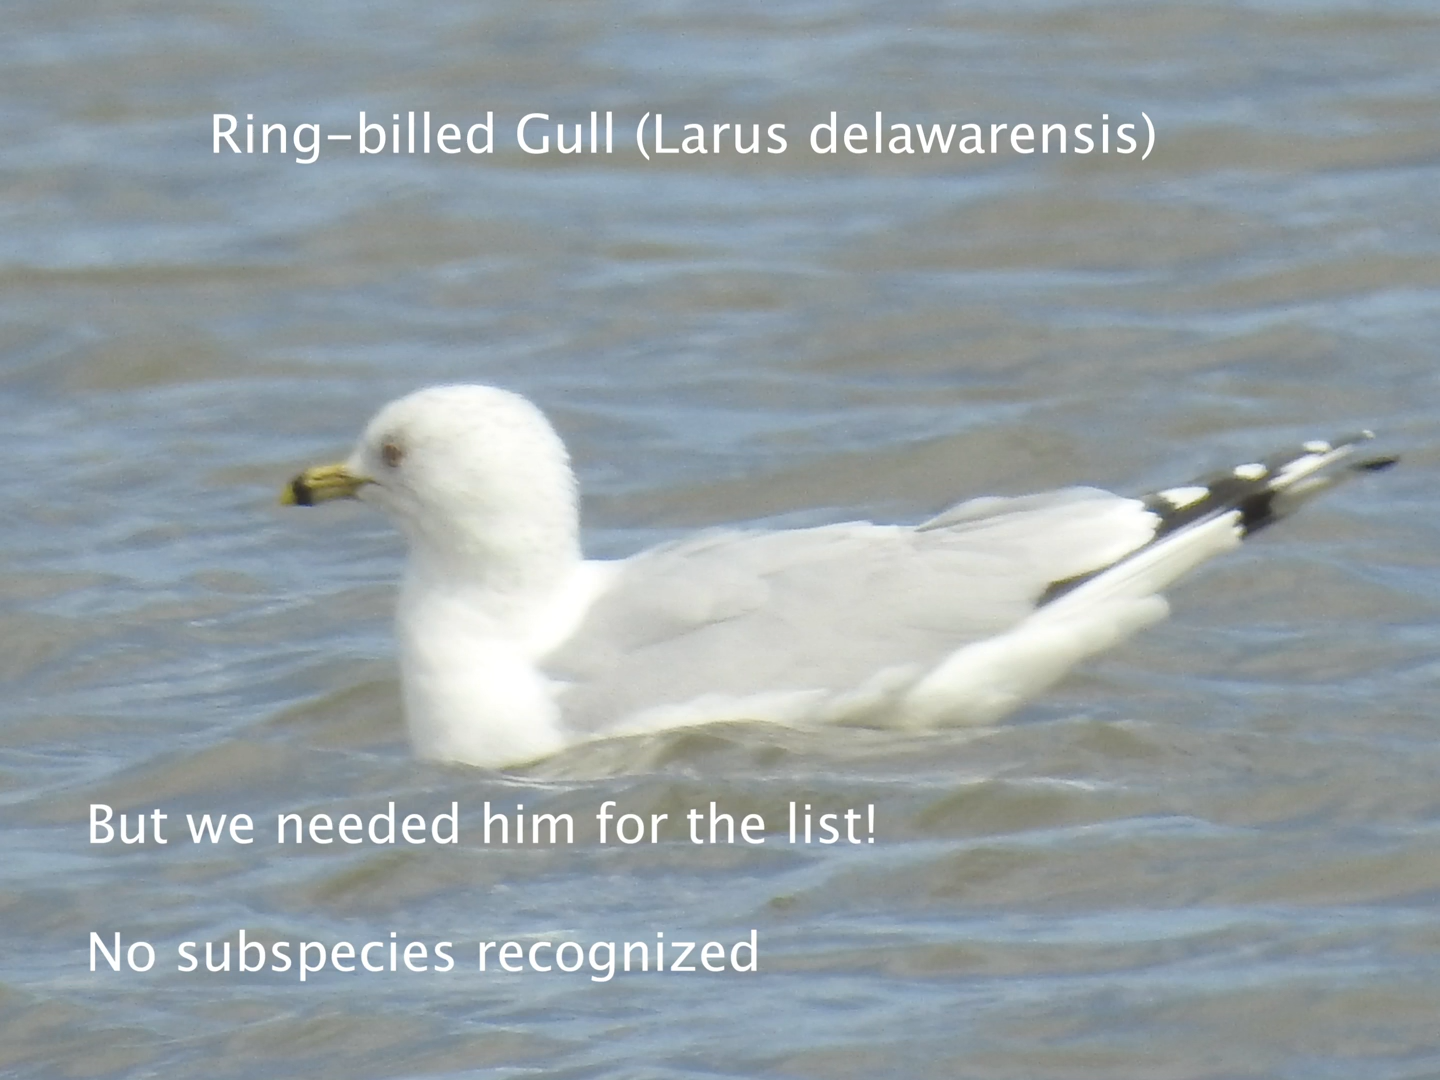 Ring-billed Gull (Larus delawarensis)
But we needed him for the list!
No subspecies recognized